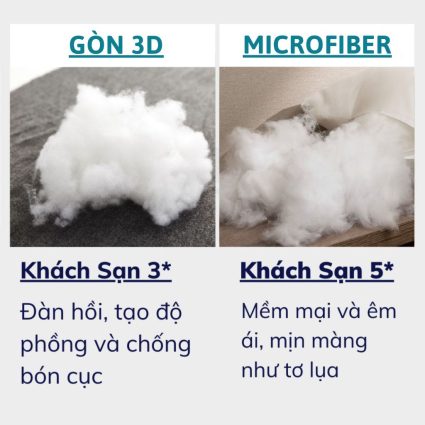 GÒN 3D
MICROFIBER
Khách Sạn 3*
Đàn hồi, tạo độ
phồng và chống
bón cục
Khách Sạn 5*
Mềm mại và êm
ái, mịn màng
như tơ lụa